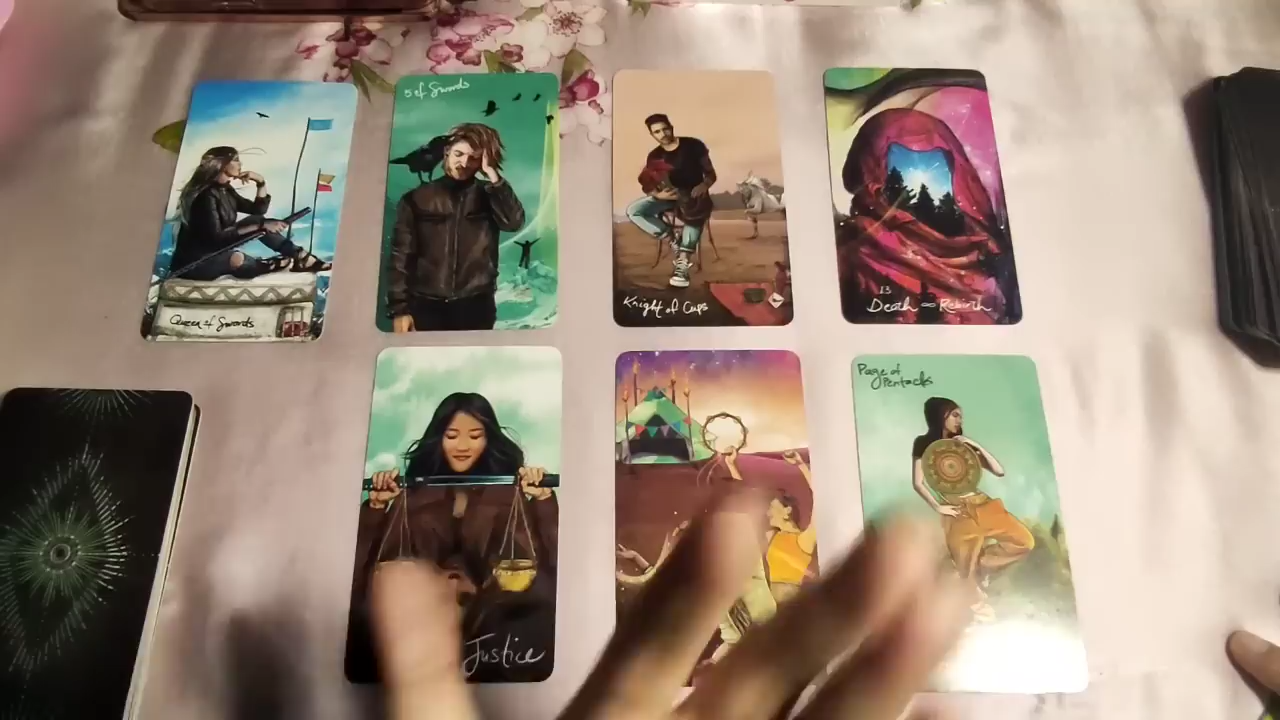 5 of Swords
Queen of Swords
Knight of Cups
13
Death ∞ Rebirth
Page of
Pentacles
Justice